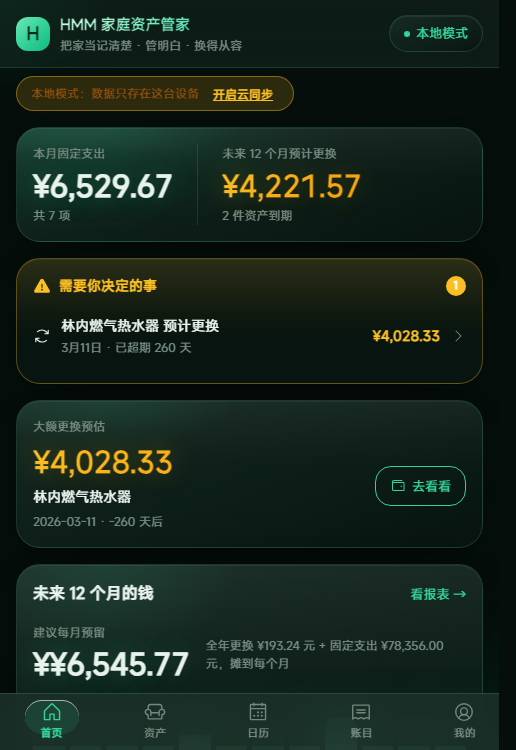 H
HMM 家庭资产管家
把家当记清楚 · 管明白 · 换得从容
本地模式
本地模式：数据只存在这台设备 开启云同步
本月固定支出
¥6,529.67
共 7 项
未来 12 个月预计更换
¥4,221.57
2 件资产到期
需要你决定的事
1
林内燃气热水器 预计更换
3月11日 · 已超期 260 天
¥4,028.33
大额更换预估
¥4,028.33
林内燃气热水器
2026-03-11 · -260 天后
去看看
未来 12 个月的钱
看报表 →
建议每月预留
¥¥6,545.77
全年更换 ¥193.24 元 + 固定支出 ¥78,356.00
元，摊到每个月
首页
资产
日历
账目
我的